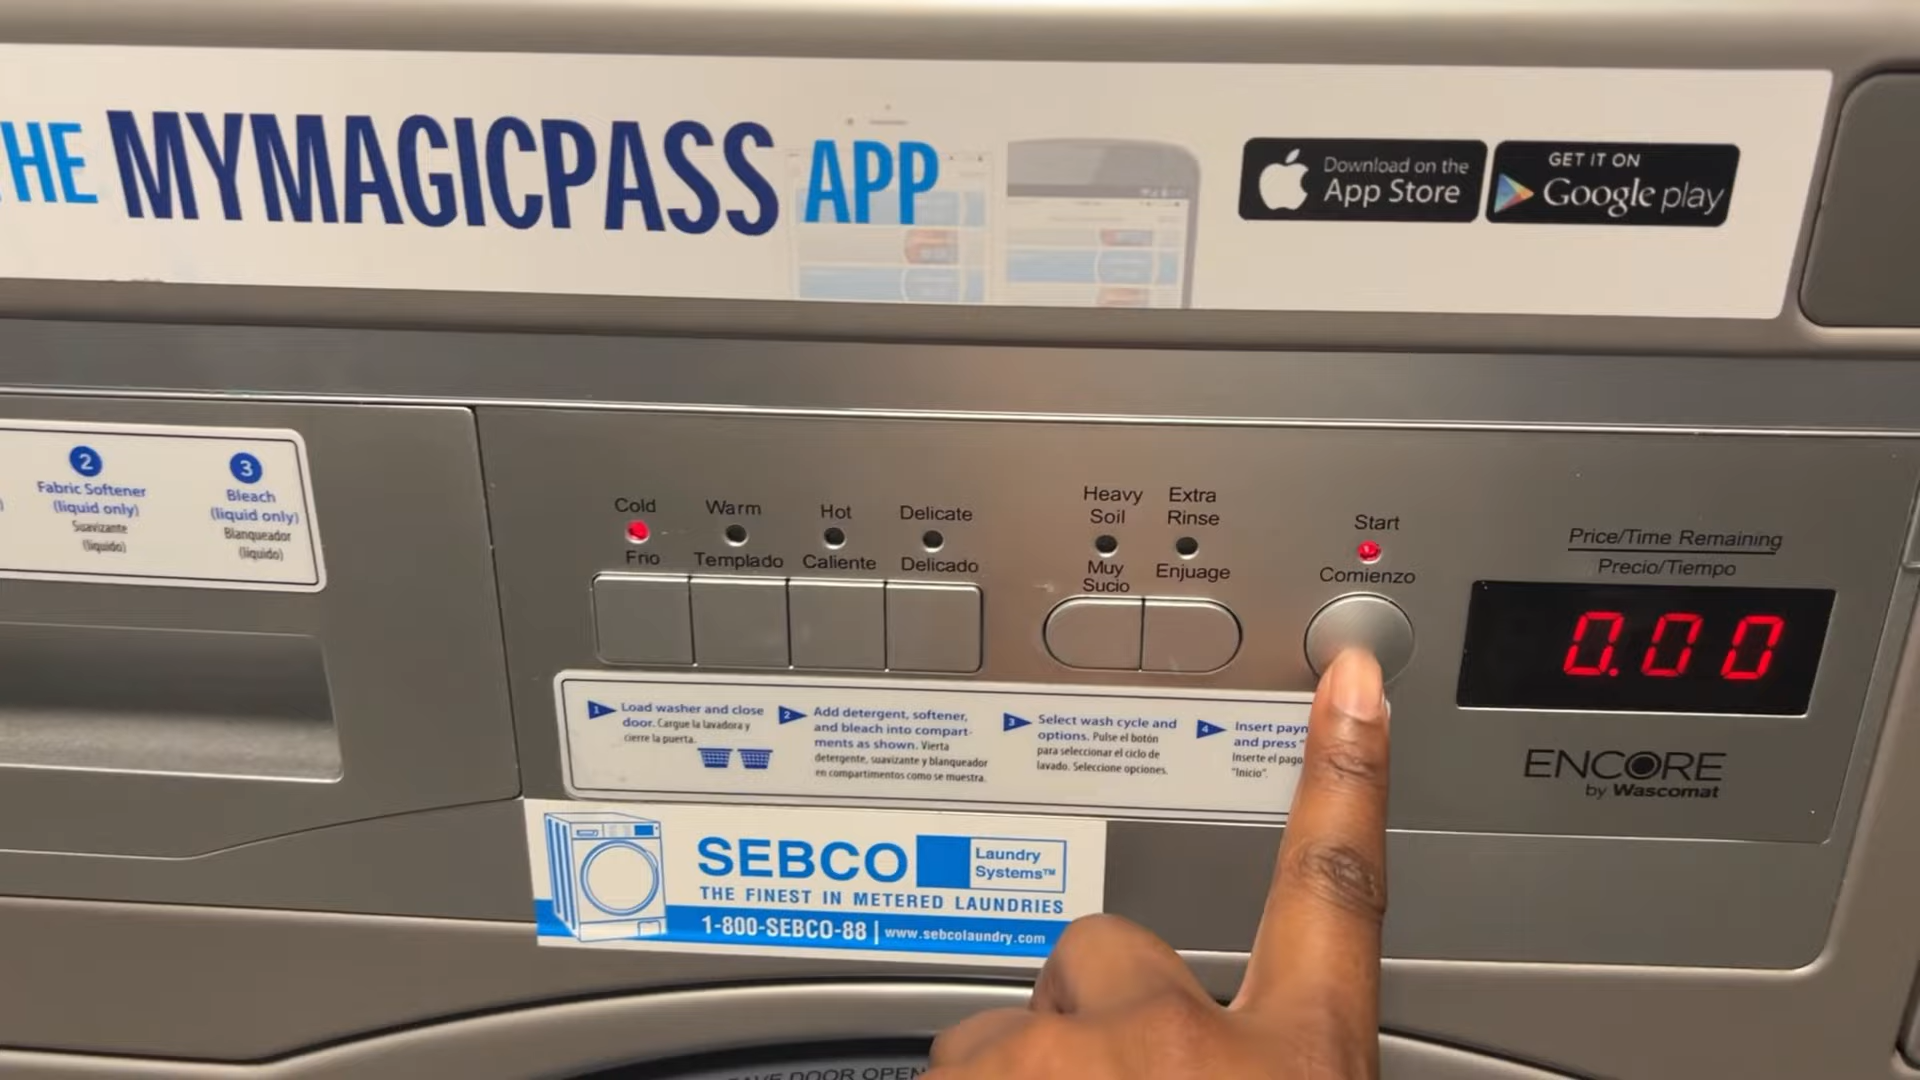 THE MYMAGICPASS APP
Download on the
App Store
GET IT ON
Google play
2
Fabric Softener
(liquid only)
Suavizante
(líquido)
3
Bleach
(liquid only)
Blanqueador
(líquido)
Cold
Frio
Warm
Templado
Hot
Caliente
Delicate
Delicado
Heavy
Soil
Muy
Sucio
Extra
Rinse
Enjuage
Start
Comienzo
Price/Time Remaining
Precio/Tiempo
0.00
ENCORE
by Wascomat
1
Load washer and close
door. Cargue la lavadora y
cierre la puerta.
2
Add detergent, softener,
and bleach into compart-
ments as shown. Vierta
detergente, suavizante y blanqueador
en compartimentos como se muestra.
3
Select wash cycle and
options. Pulse el botón
para seleccionar el ciclo de
lavado. Seleccione opciones.
4
Insert
and press "
Inserte el pago
"Inicio".
SEBCO
Laundry
Systems™
THE FINEST IN METERED LAUNDRIES
1-800-SEBCO-88 | www.sebcolaundry.com
DOOR OPEN